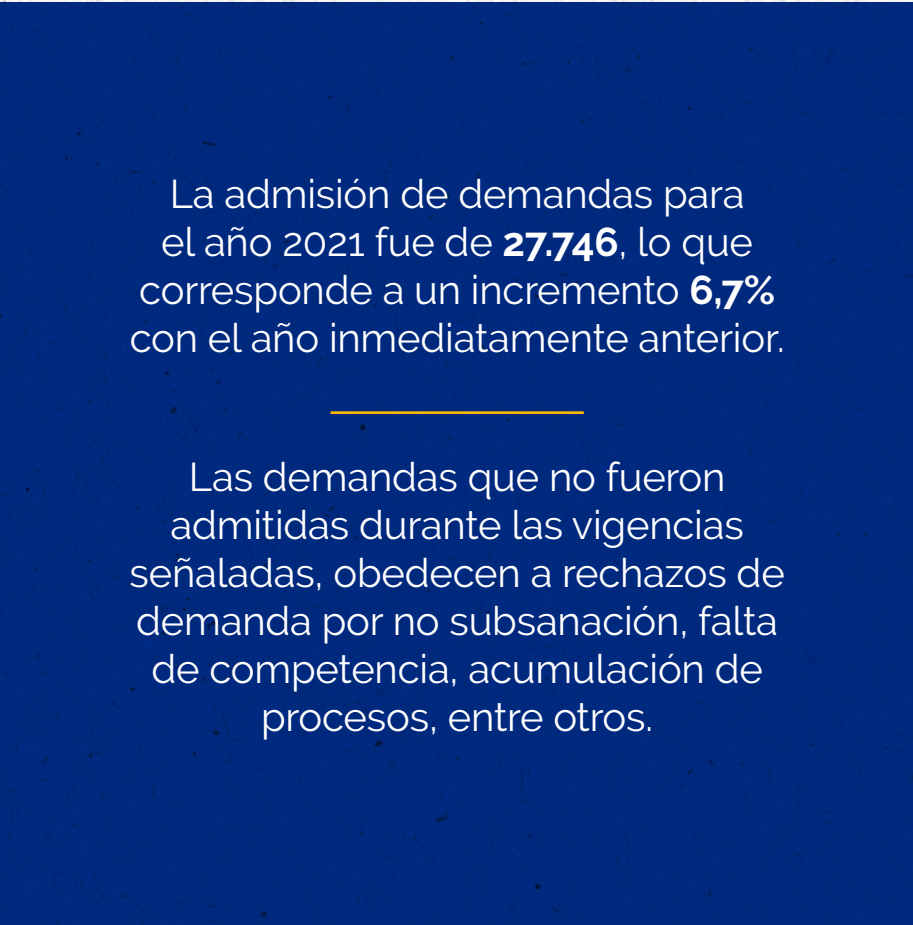 La admisión de demandas para
el año 2021 fue de 27.746, lo que
corresponde a un incremento 6,7%
con el año inmediatamente anterior.
Las demandas que no fueron
admitidas durante las vigencias
señaladas, obedecen a rechazos de
demanda por no subsanación, falta
de competencia, acumulación de
procesos, entre otros.